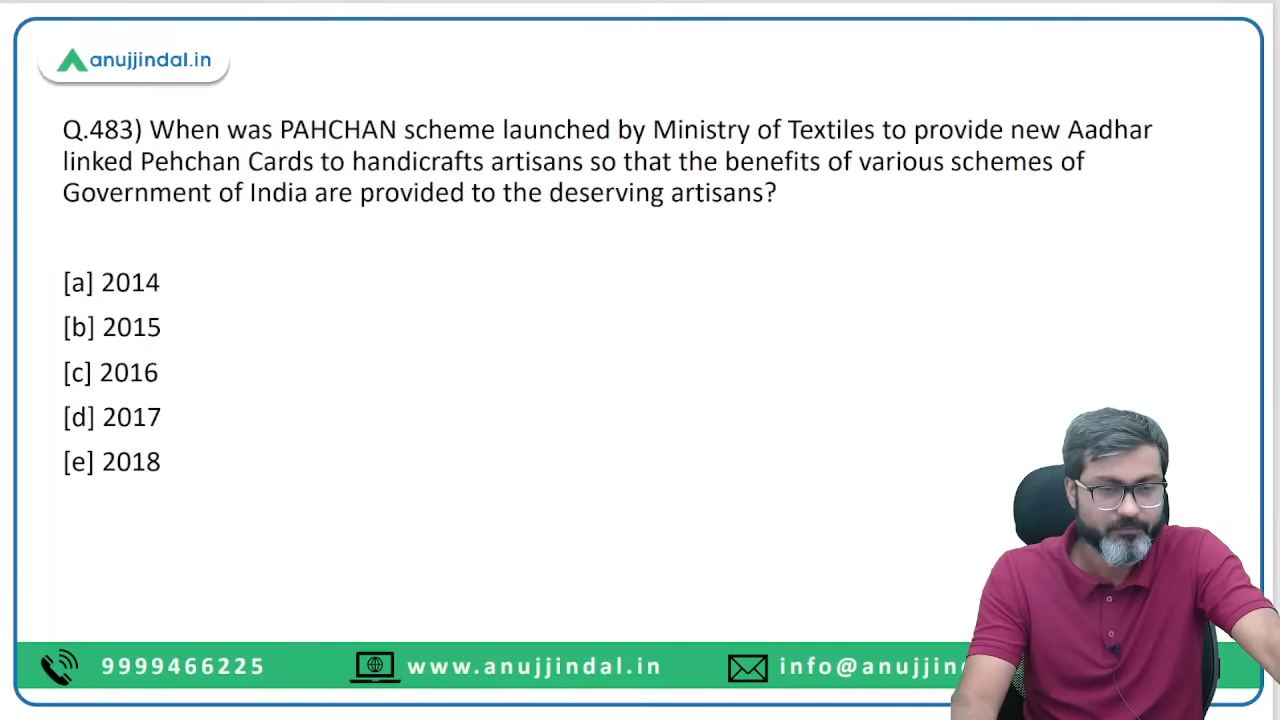 anujjindal.in
Q.483) When was PAHCHAN scheme launched by Ministry of Textiles to provide new Aadhar
linked Pehchan Cards to handicrafts artisans so that the benefits of various schemes of
Government of India are provided to the deserving artisans?
[a] 2014
[b] 2015
[c] 2016
[d] 2017
[e] 2018
9999466225
www.anujjindal.in